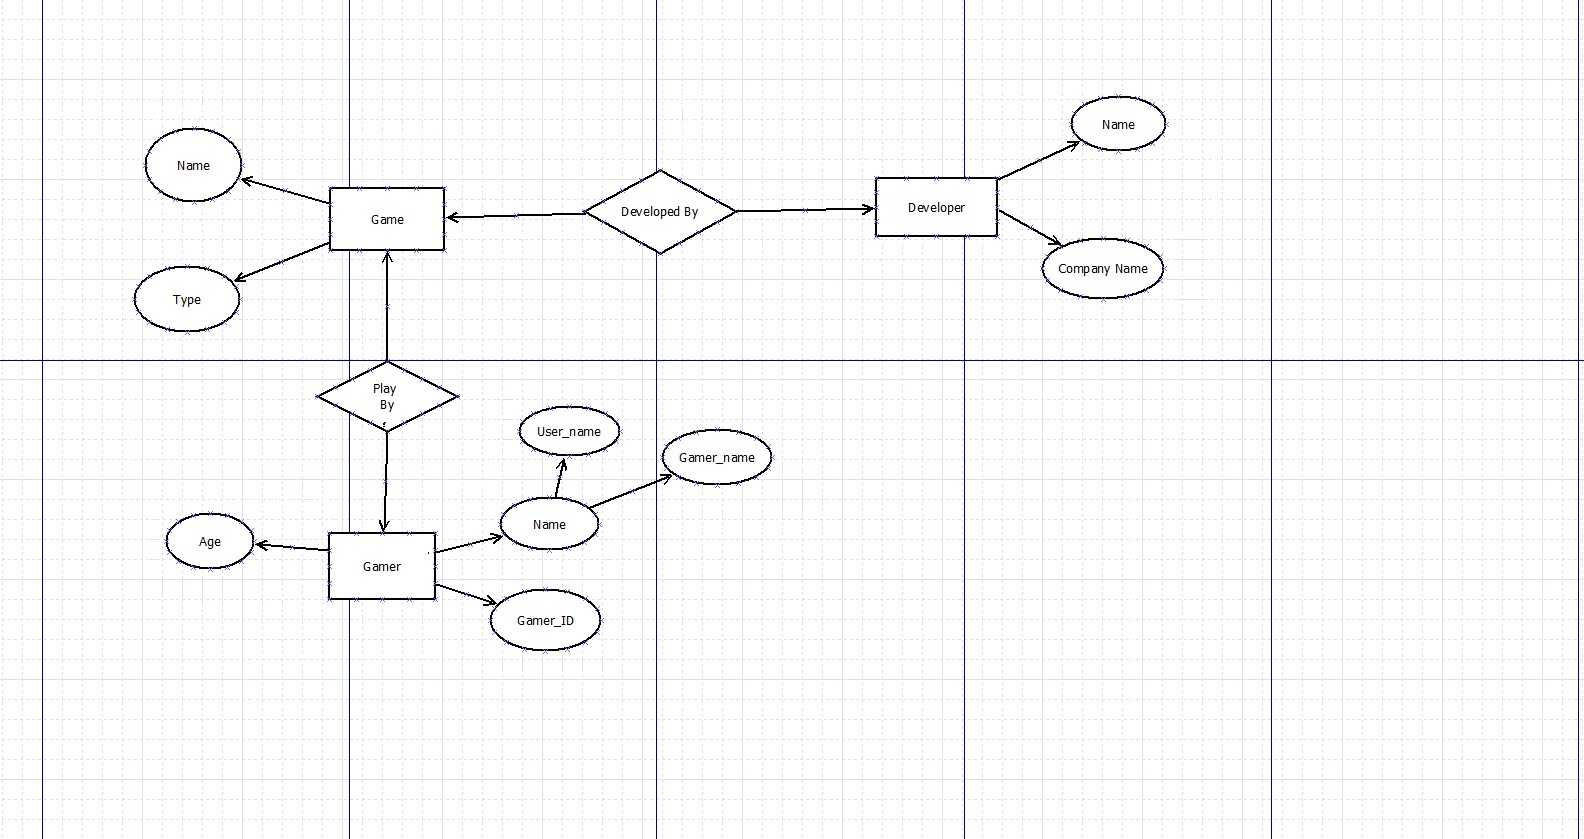 Name
Name
Developed By
Developer
Game
Company Name
Type
Play
By
User_name
Gamer_name
Name
Age
Gamer
Gamer_ID